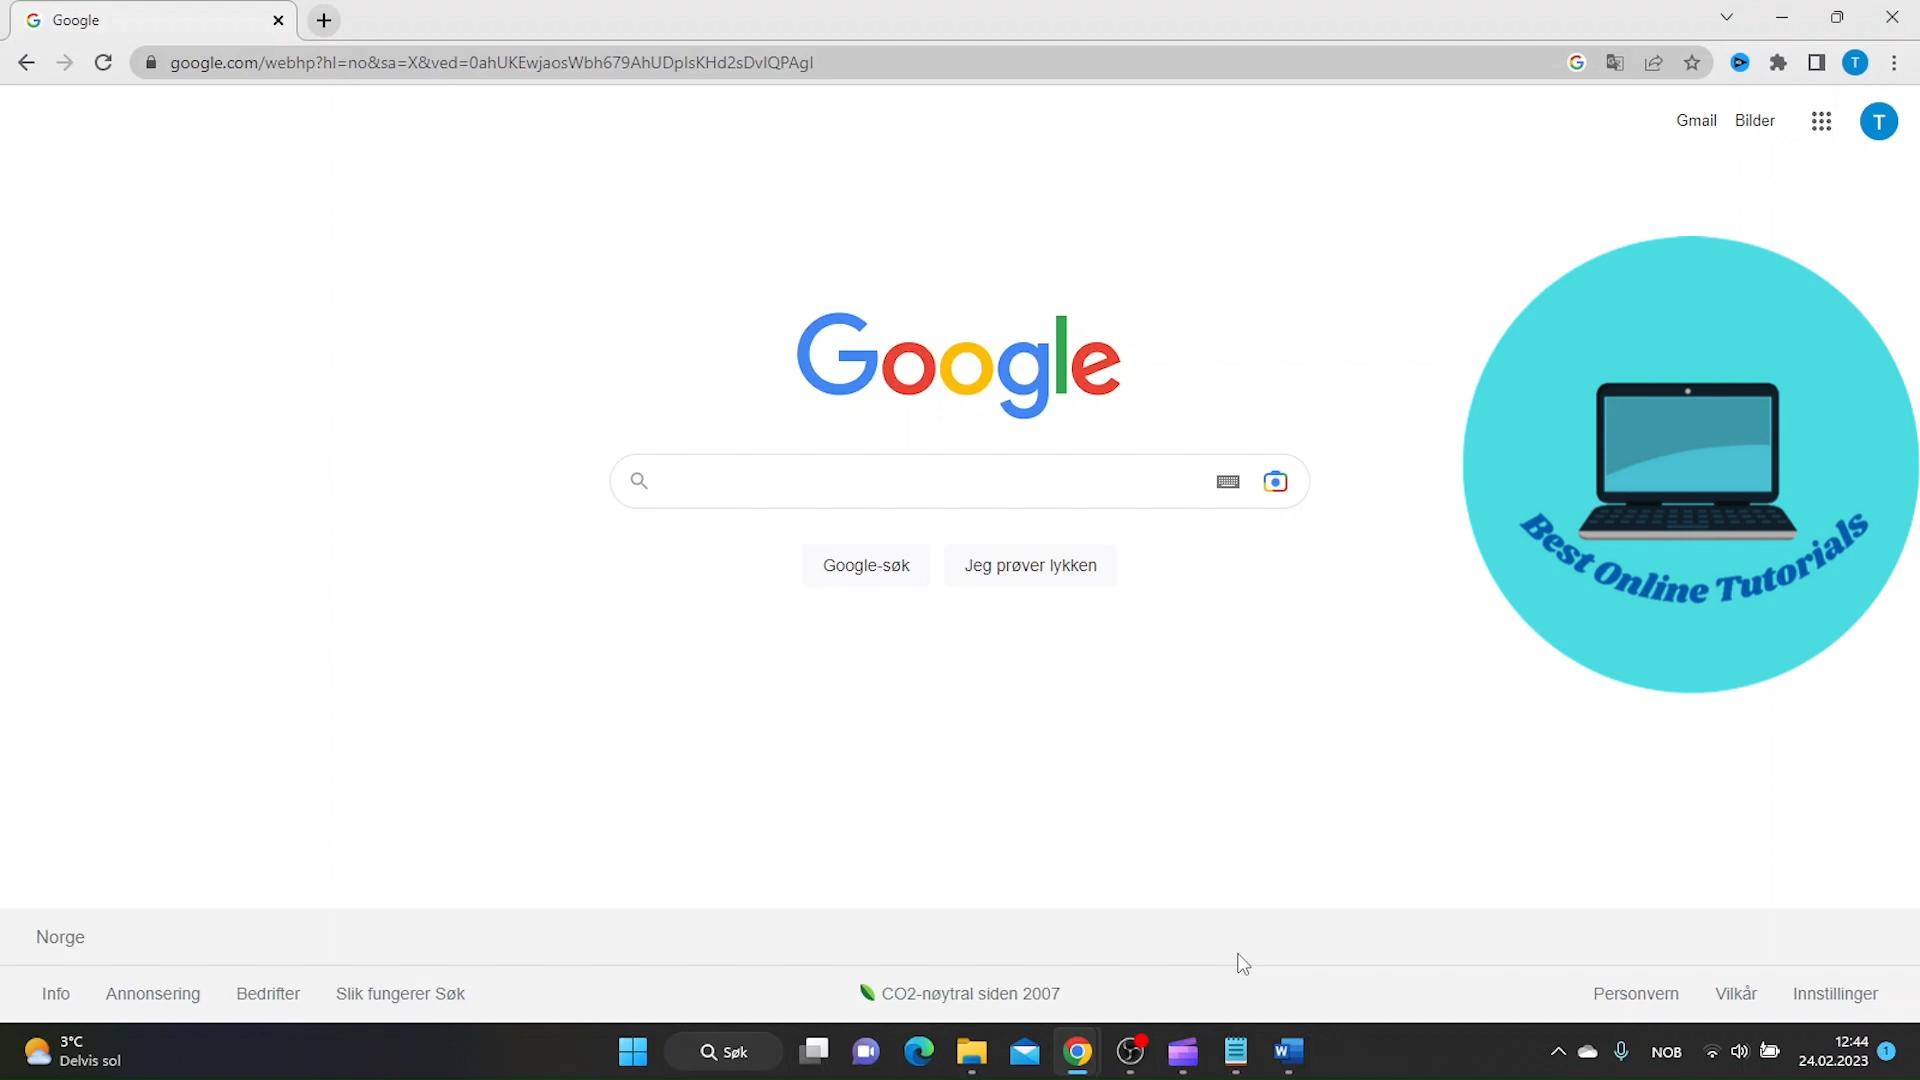 Google
google.com/webhp?hl=no&sa=X&ved=0ahUKEwjaosWbh679AhUDpIsKHd2sDvIQPAgI
T
Gmail
Bilder
T
Google
Best Online Tutorials
Google-søk
Jeg prøver lykken
Norge
Info
Annonsering
Bedrifter
Slik fungerer Søk
CO2-nøytral siden 2007
Personvern
Vilkår
Innstillinger
3°C
Delvis sol
Søk
W
NOB
12:44
24.02.2023
1